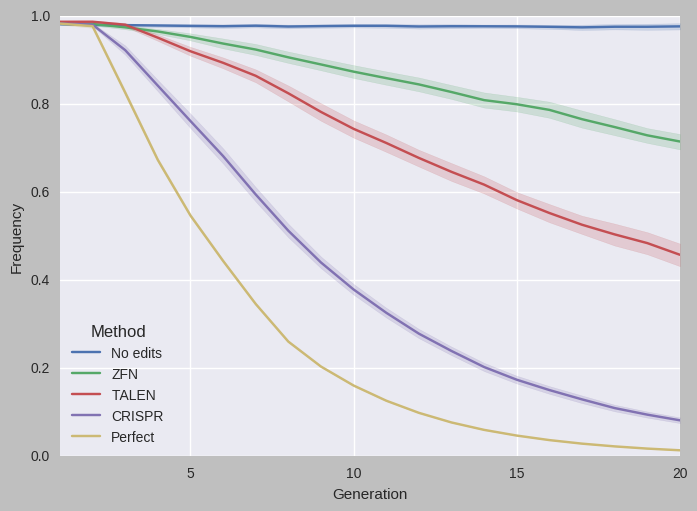 1.0
0.8
0.6
0.4
0.2
0.0
Frequency
Method
No edits
ZFN
TALEN
CRISPR
Perfect
5
10
15
20
Generation